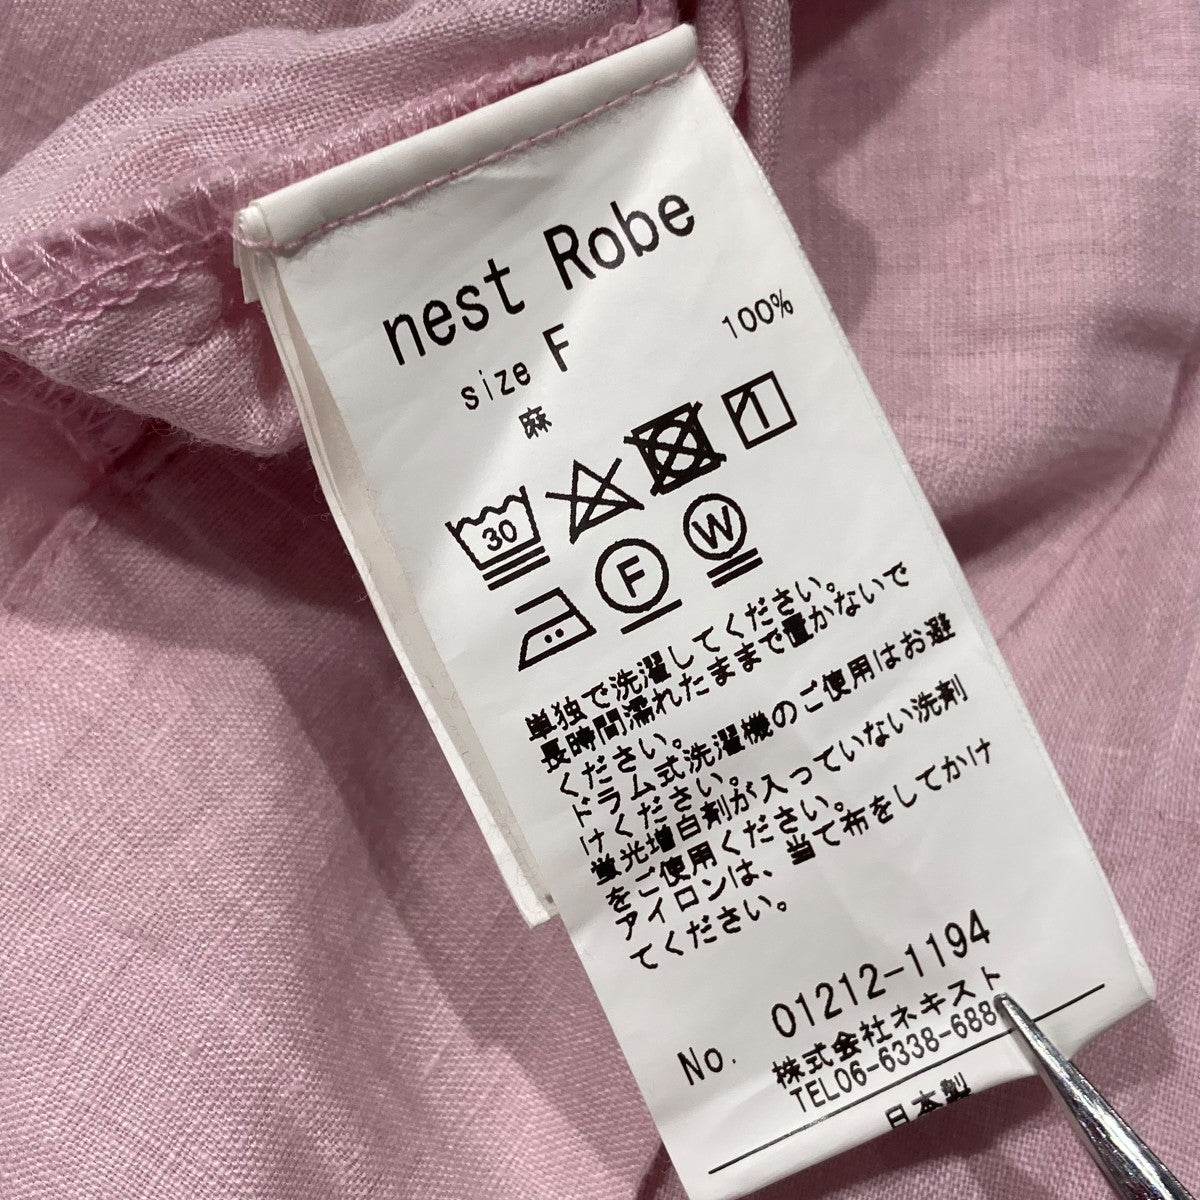 nest Robe
size F
麻 100%
30
F W
単独で洗濯してください。
長時間濡れたままで置かないで
ください。
ドラム式洗濯機のご使用はお避
けください。
蛍光増白剤が入っていない洗剤
をご使用ください。
アイロンは、当て布をしてかけ
てください。
No. 01212-1194
株式会社ネキスト
TEL06-6338-688
日本製